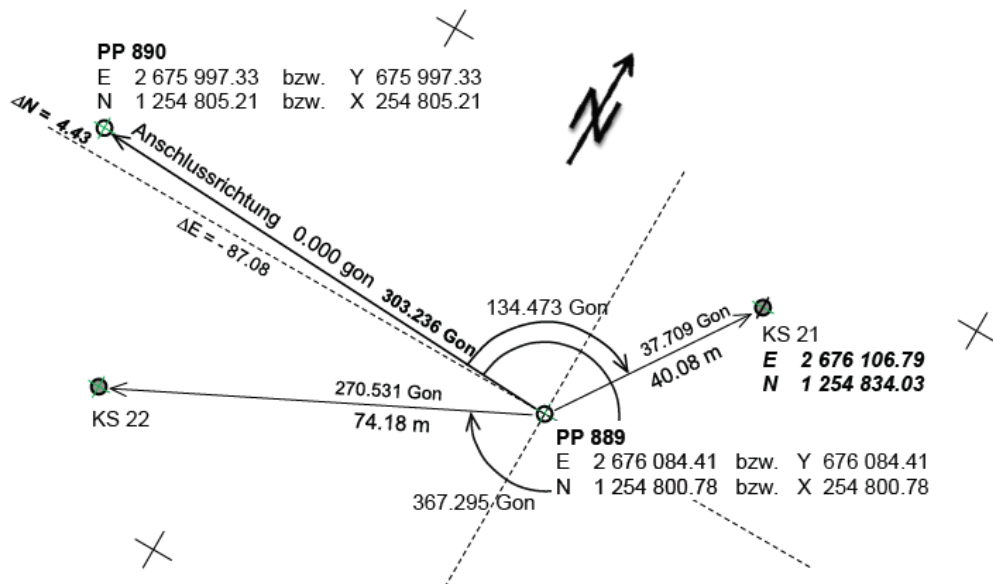 PP 890
E 2 675 997.33 bzw. Y 675 997.33
N 1 254 805.21 bzw. X 254 805.21
N
ΔN = 4.43
Anschlussrichtung 0.000 gon
303.236 Gon
ΔE = - 87.08
134.473 Gon
37.709 Gon
40.08 m
KS 21
E 2 676 106.79
N 1 254 834.03
270.531 Gon
74.18 m
KS 22
PP 889
E 2 676 084.41 bzw. Y 676 084.41
N 1 254 800.78 bzw. X 254 800.78
367.295 Gon